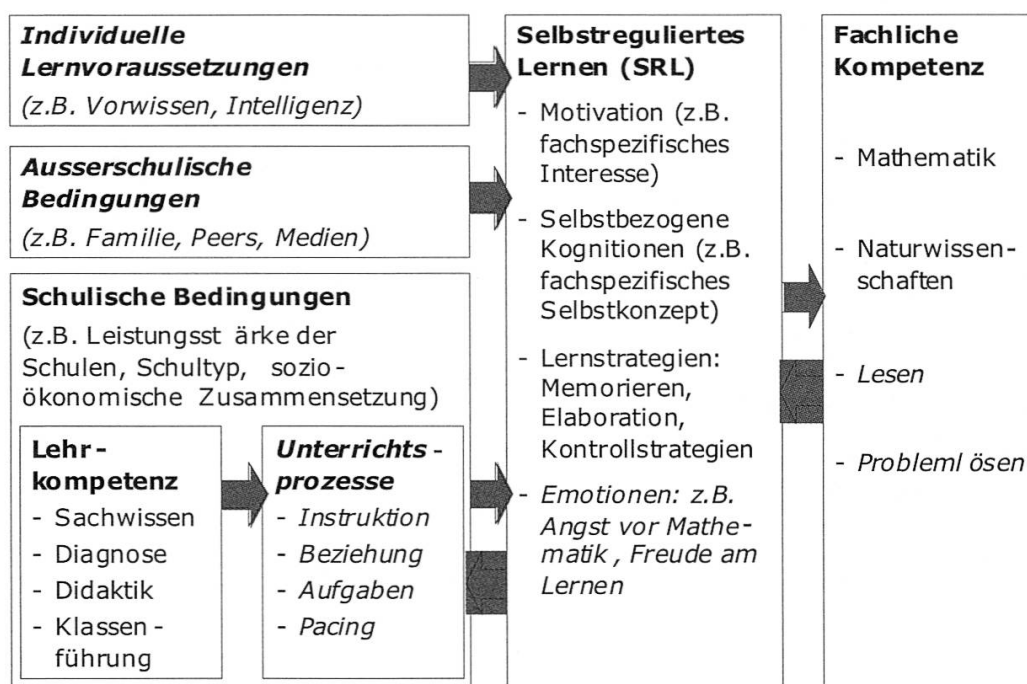 Individuelle
Lernvoraussetzungen
(z.B. Vorwissen, Intelligenz)
Ausserschulische
Bedingungen
(z.B. Familie, Peers, Medien)
Schulische Bedingungen
(z.B. Leistungsst ärke der
Schulen, Schultyp, sozio-
ökonomische Zusammensetzung)
Lehr-
kompetenz
- Sachwissen
- Diagnose
- Didaktik
- Klassen-
führung
Unterrichts-
prozesse
- Instruktion
- Beziehung
- Aufgaben
- Pacing
Selbstreguliertes
Lernen (SRL)
- Motivation (z.B.
fachspezifisches
Interesse)
- Selbstbezogene
Kognitionen (z.B.
fachspezifisches
Selbstkonzept)
- Lernstrategien:
Memorieren,
Elaboration,
Kontrollstrategien
- Emotionen: z.B.
Angst vor Mathe-
matik, Freude am
Lernen
Fachliche
Kompetenz
- Mathematik
- Naturwissen-
schaften
- Lesen
- Probleml ösen